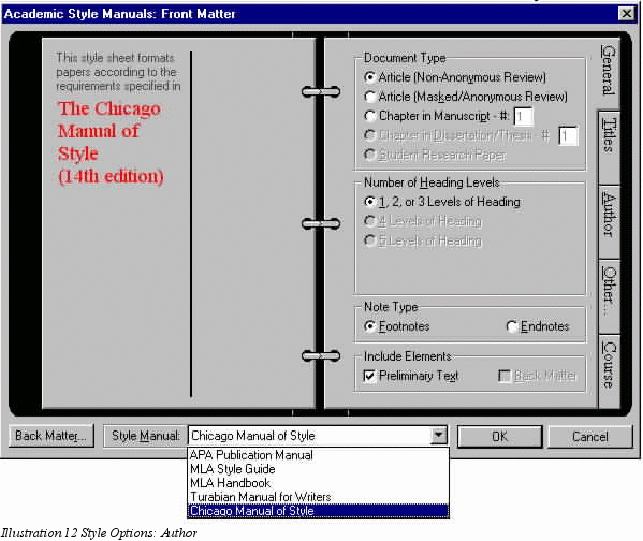 Academic Style Manuals: Front Matter
This style sheet formats
papers according to the
requirements specified in
The Chicago
Manual of
Style
(14th edition)
Document Type
Article (Non-Anonymous Review)
Article (Masked/Anonymous Review)
Chapter in Manuscript - #: 1
Chapter in Dissertation/Thesis - #: 1
Student Research Paper
Number of Heading Levels
1, 2, or 3 Levels of Heading
4 Levels of Heading
5 Levels of Heading
Note Type
Footnotes
Endnotes
Include Elements
Preliminary Text
Back Matter
General
Titles
Author
Other...
Course
Back Matter...
Style Manual:
Chicago Manual of Style
OK
Cancel
APA Publication Manual
MLA Style Guide
MLA Handbook
Turabian Manual for Writers
Chicago Manual of Style
Illustration 12 Style Options: Author